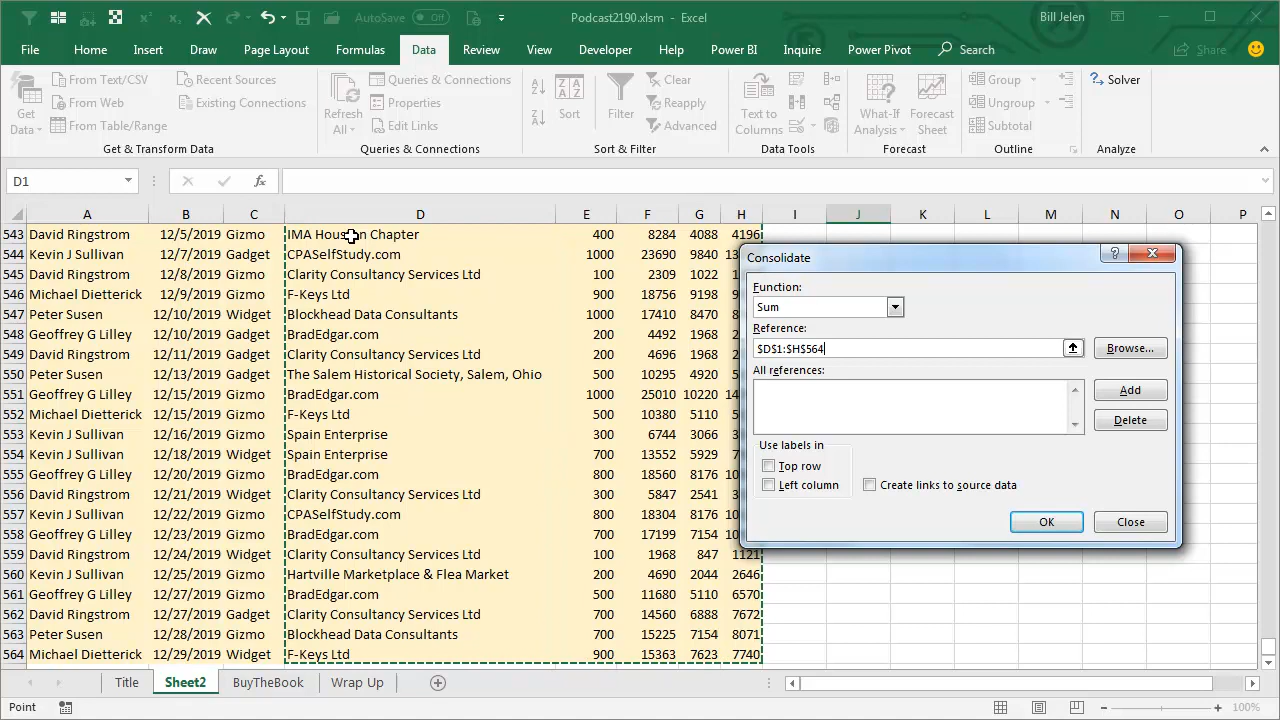 AutoSave Off Podcast2190.xlsm - Excel Bill Jelen
File Home Insert Draw Page Layout Formulas Data Review View Developer Help Power BI Inquire Power Pivot Search Share
Get Data
From Text/CSV
From Web
From Table/Range
Recent Sources
Existing Connections
Get & Transform Data
Refresh All
Queries & Connections
Properties
Edit Links
Queries & Connections
Sort
Filter
Clear
Reapply
Advanced
Sort & Filter
Text to Columns
Data Tools
What-If Analysis
Forecast Sheet
Forecast
Group
Ungroup
Subtotal
Outline
Solver
Analyze
D1 fx
A B C D E F G H I J K L M N O P
543 David Ringstrom 12/5/2019 Gizmo IMA Houston Chapter 400 8284 4088 4196
544 Kevin J Sullivan 12/7/2019 Gadget CPASelfStudy.com 1000 23690 9840
545 David Ringstrom 12/8/2019 Gizmo Clarity Consultancy Services Ltd 100 2309 1022
546 Michael Dietterick 12/9/2019 Gizmo F-Keys Ltd 900 18756 9198
547 Peter Susen 12/10/2019 Widget Blockhead Data Consultants 1000 17410 8470
548 Geoffrey G Lilley 12/10/2019 Gadget BradEdgar.com 200 4492 1968
549 David Ringstrom 12/11/2019 Gadget Clarity Consultancy Services Ltd 200 4696 1968
550 Peter Susen 12/13/2019 Gadget The Salem Historical Society, Salem, Ohio 500 10295 4920
551 Geoffrey G Lilley 12/15/2019 Gizmo BradEdgar.com 1000 25010 10220
552 Michael Dietterick 12/15/2019 Gizmo F-Keys Ltd 500 10380 5110
553 Kevin J Sullivan 12/16/2019 Gizmo Spain Enterprise 300 6744 3066
554 Kevin J Sullivan 12/18/2019 Widget Spain Enterprise 700 13552 5929
555 Geoffrey G Lilley 12/20/2019 Gizmo BradEdgar.com 800 18560 8176
556 David Ringstrom 12/21/2019 Widget Clarity Consultancy Services Ltd 300 5847 2541
557 Kevin J Sullivan 12/22/2019 Gizmo CPASelfStudy.com 800 18304 8176
558 Geoffrey G Lilley 12/23/2019 Gizmo BradEdgar.com 700 17199 7154
559 David Ringstrom 12/24/2019 Widget Clarity Consultancy Services Ltd 100 1968 847 1121
560 Kevin J Sullivan 12/25/2019 Gizmo Hartville Marketplace & Flea Market 200 4690 2044 2646
561 Geoffrey G Lilley 12/27/2019 Gizmo BradEdgar.com 500 11680 5110 6570
562 David Ringstrom 12/27/2019 Gadget Clarity Consultancy Services Ltd 700 14560 6888 7672
563 Peter Susen 12/28/2019 Gizmo Blockhead Data Consultants 700 15225 7154 8071
564 Michael Dietterick 12/29/2019 Widget F-Keys Ltd 900 15363 7623 7740
Consolidate
Function:
Sum
Reference:
$D$1:$H$564 Browse...
All references:
Add
Delete
Use labels in
Top row
Left column Create links to source data
OK Close
Title Sheet2 BuyTheBook Wrap Up
Point 100%